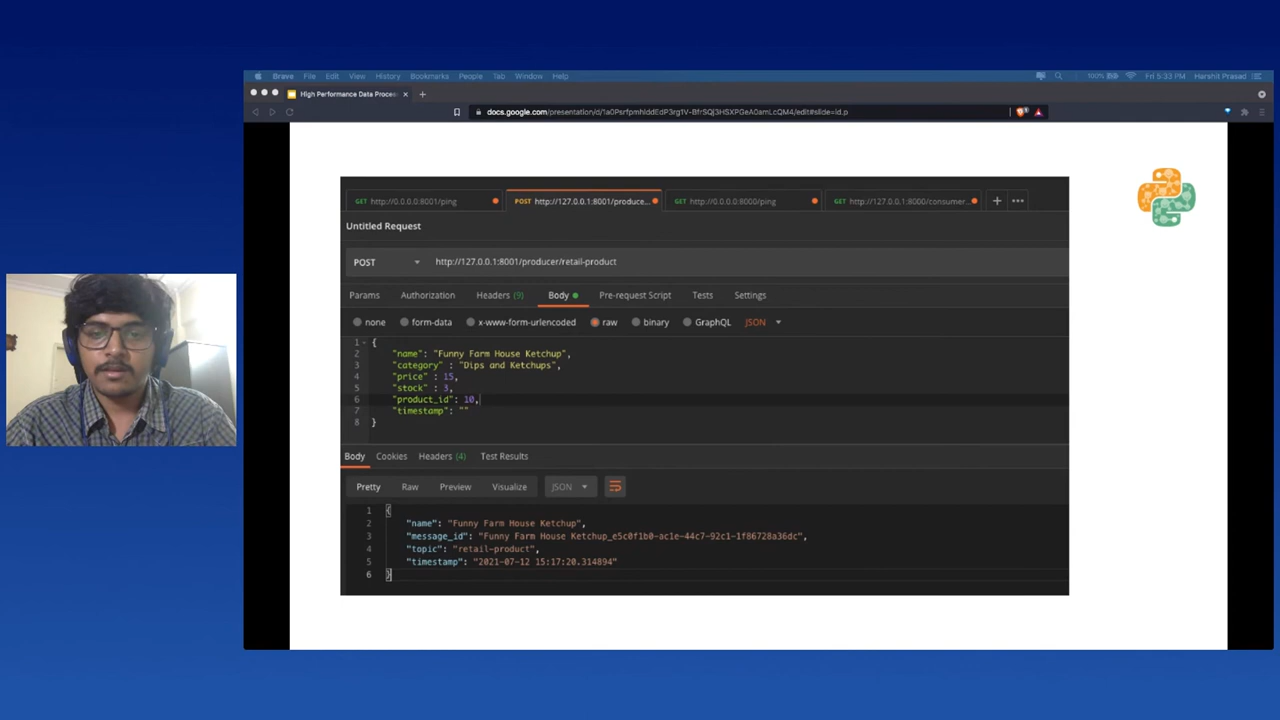 Brave File Edit View History Bookmarks People Tab Window Help 100% Fri 5:33 PM Harshit Prasad
High Performance Data Proce
docs.google.com/presentation/d/
Untitled Request
GET http://0.0.0.0:8001/ping POST http://127.0.0.1:8001/produce... GET http://0.0.0.0:8000/ping GET http://127.0.0.1:8000/consumer... + •••
POST http://127.0.0.1:8001/producer/retail-product
Params Authorization Headers (9) Body Pre-request Script Tests Settings
none form-data x-www-form-urlencoded raw binary GraphQL JSON
1 {
2 "name": "Funny Farm House Ketchup",
3 "category" : "Dips and Ketchups",
4 "price" : 15,
5 "stock" : 3,
6 "product_id": 10,
7 "timestamp": ""
8 }
Body Cookies Headers (4) Test Results
Pretty Raw Preview Visualize JSON
1 {
2 "name": "Funny Farm House Ketchup",
3 "message_id": "Funny Farm House Ketchup_e5c0f1b0-ac1e-44c7-92c1-1f86728a36dc",
4 "topic": "retail-product",
5 "timestamp": "2021-07-12 15:17:20.314894"
6 }